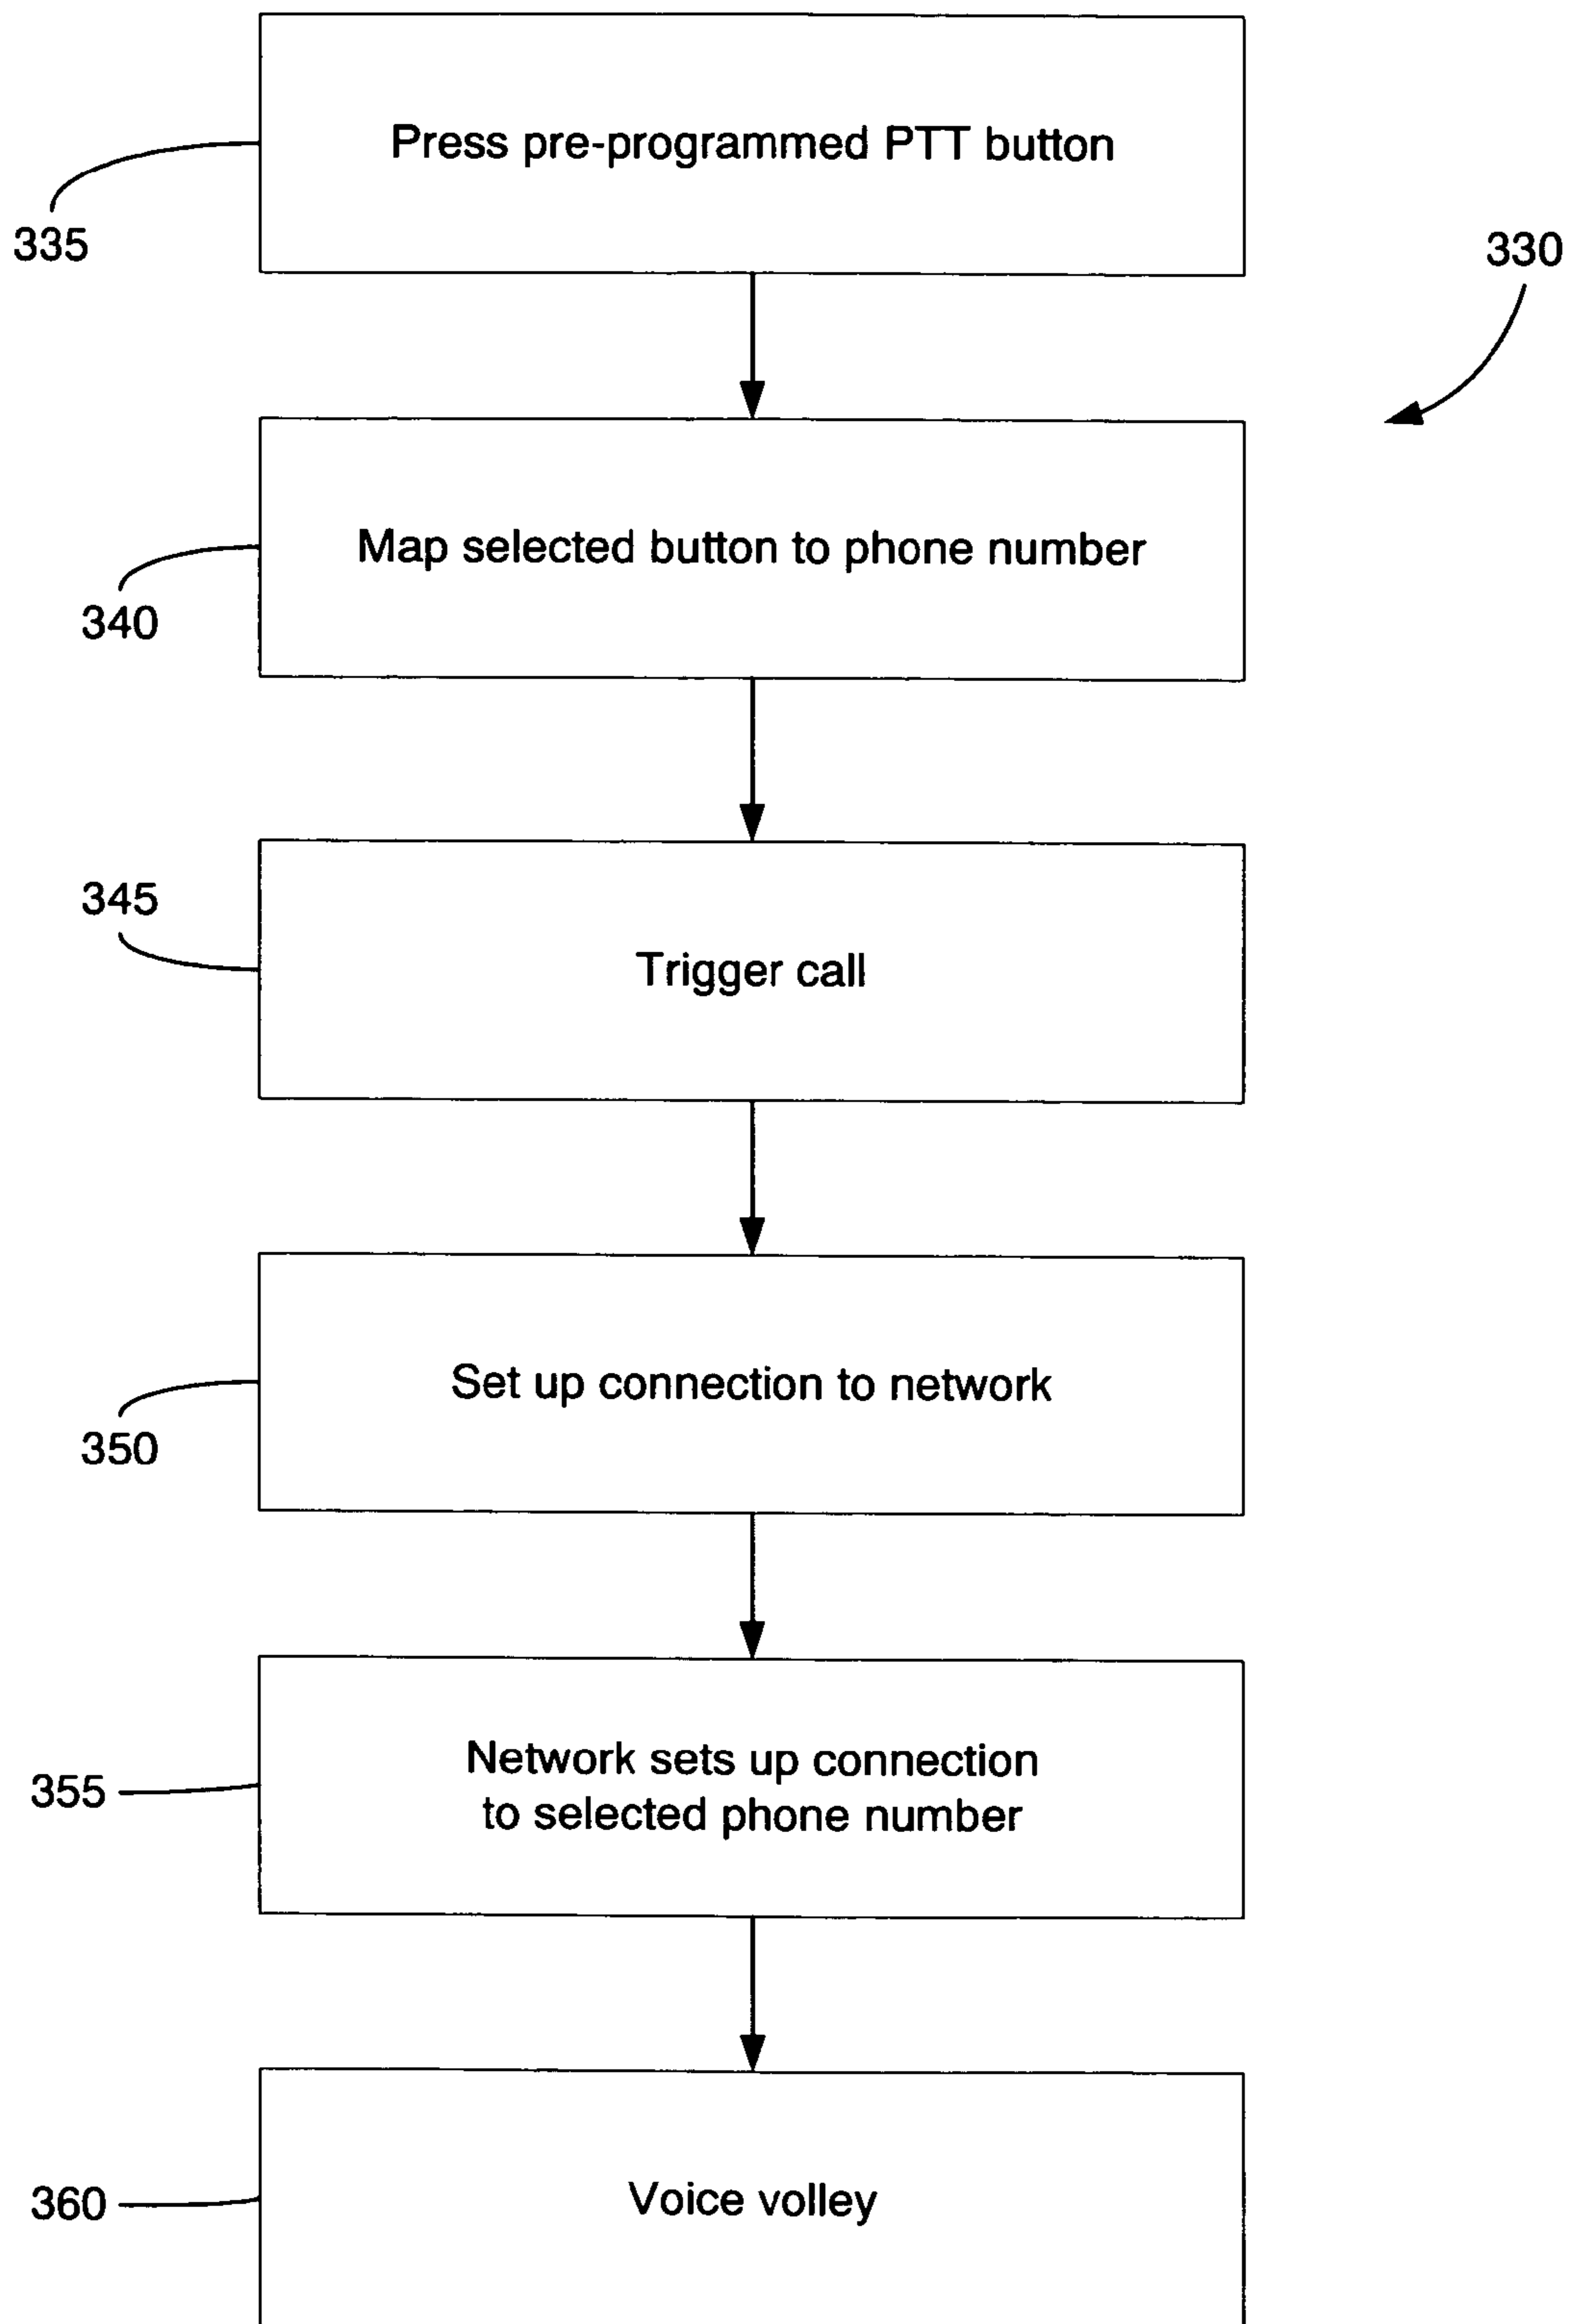 Press pre-programmed PTT button
335
330
Map selected button to phone number
340
345
Trigger call
Set up connection to network
350
Network sets up connection
to selected phone number
355
Voice volley
360